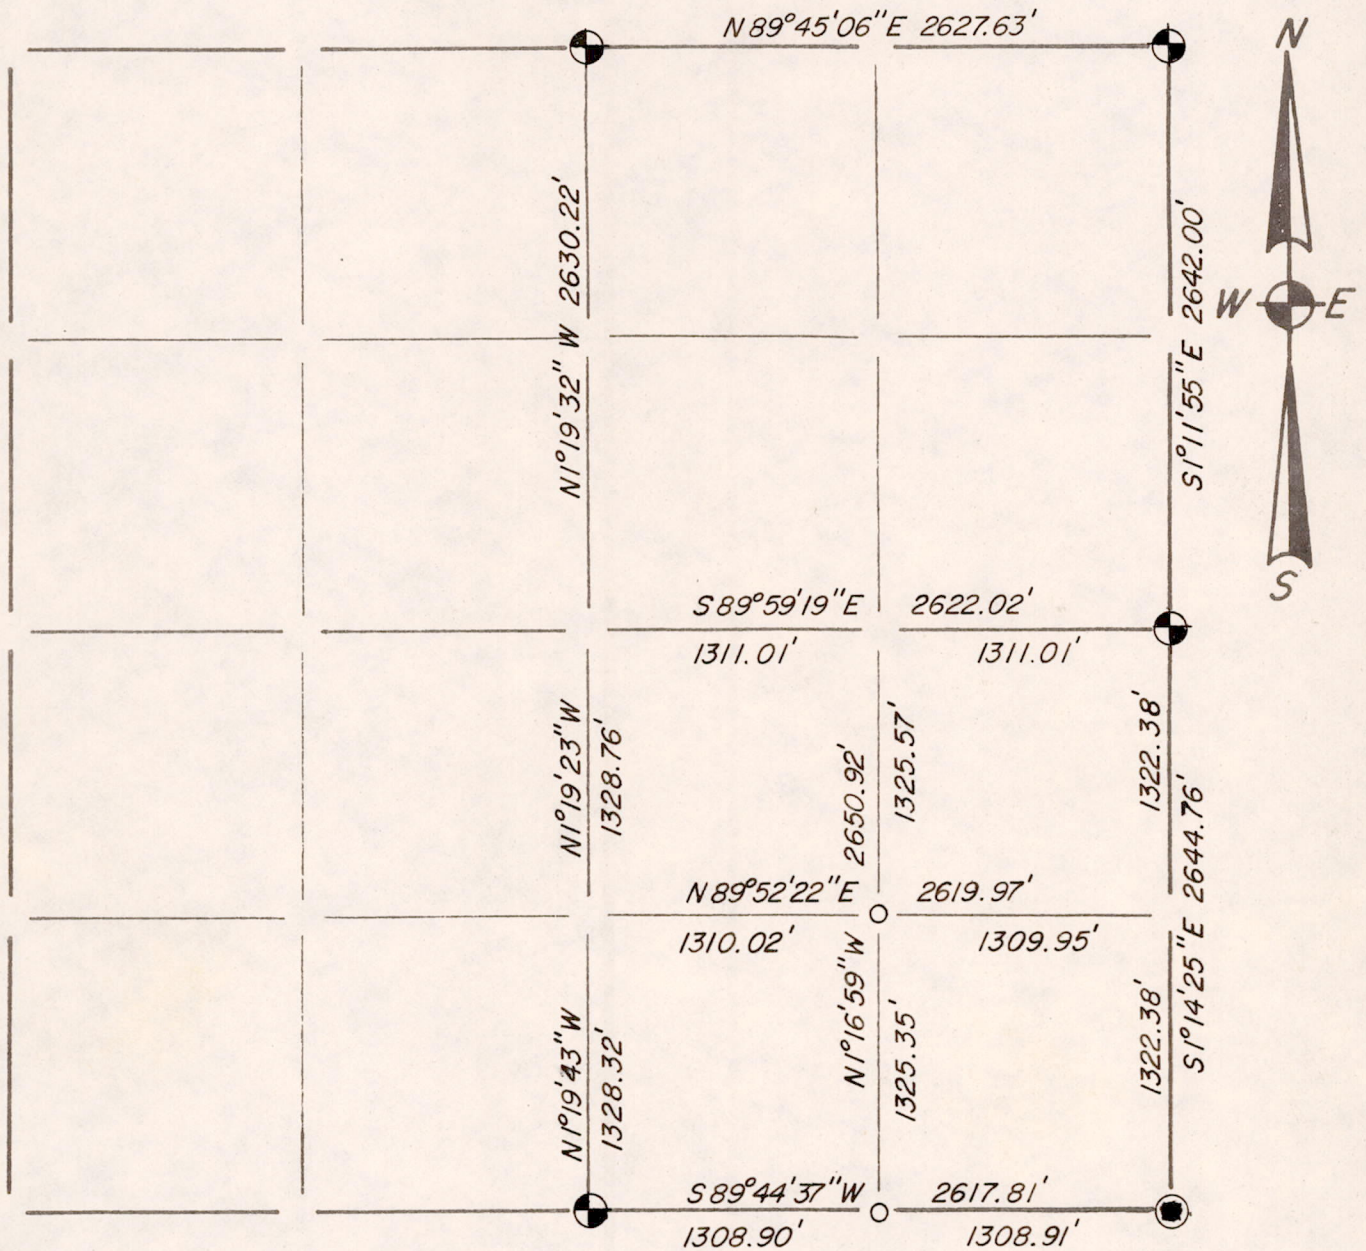 N 89°45'06"E 2627.63'
N
N1°19'32" W 2630.22'
S1°11'55"E 2642.00'
W
E
S
S89°59'19"E 2622.02'
1311.01' 1311.01'
N1°19'23"W
1328.76'
2650.92'
1325.57'
1322.38'
S1°14'25"E 2644.76'
N 89°52'22"E 2619.97'
1310.02' 1309.95'
N1°19'43"W
1328.32'
N1°16'59"W
1325.35'
1322.38'
S89°44'37"W 2617.81'
1308.90' 1308.91'